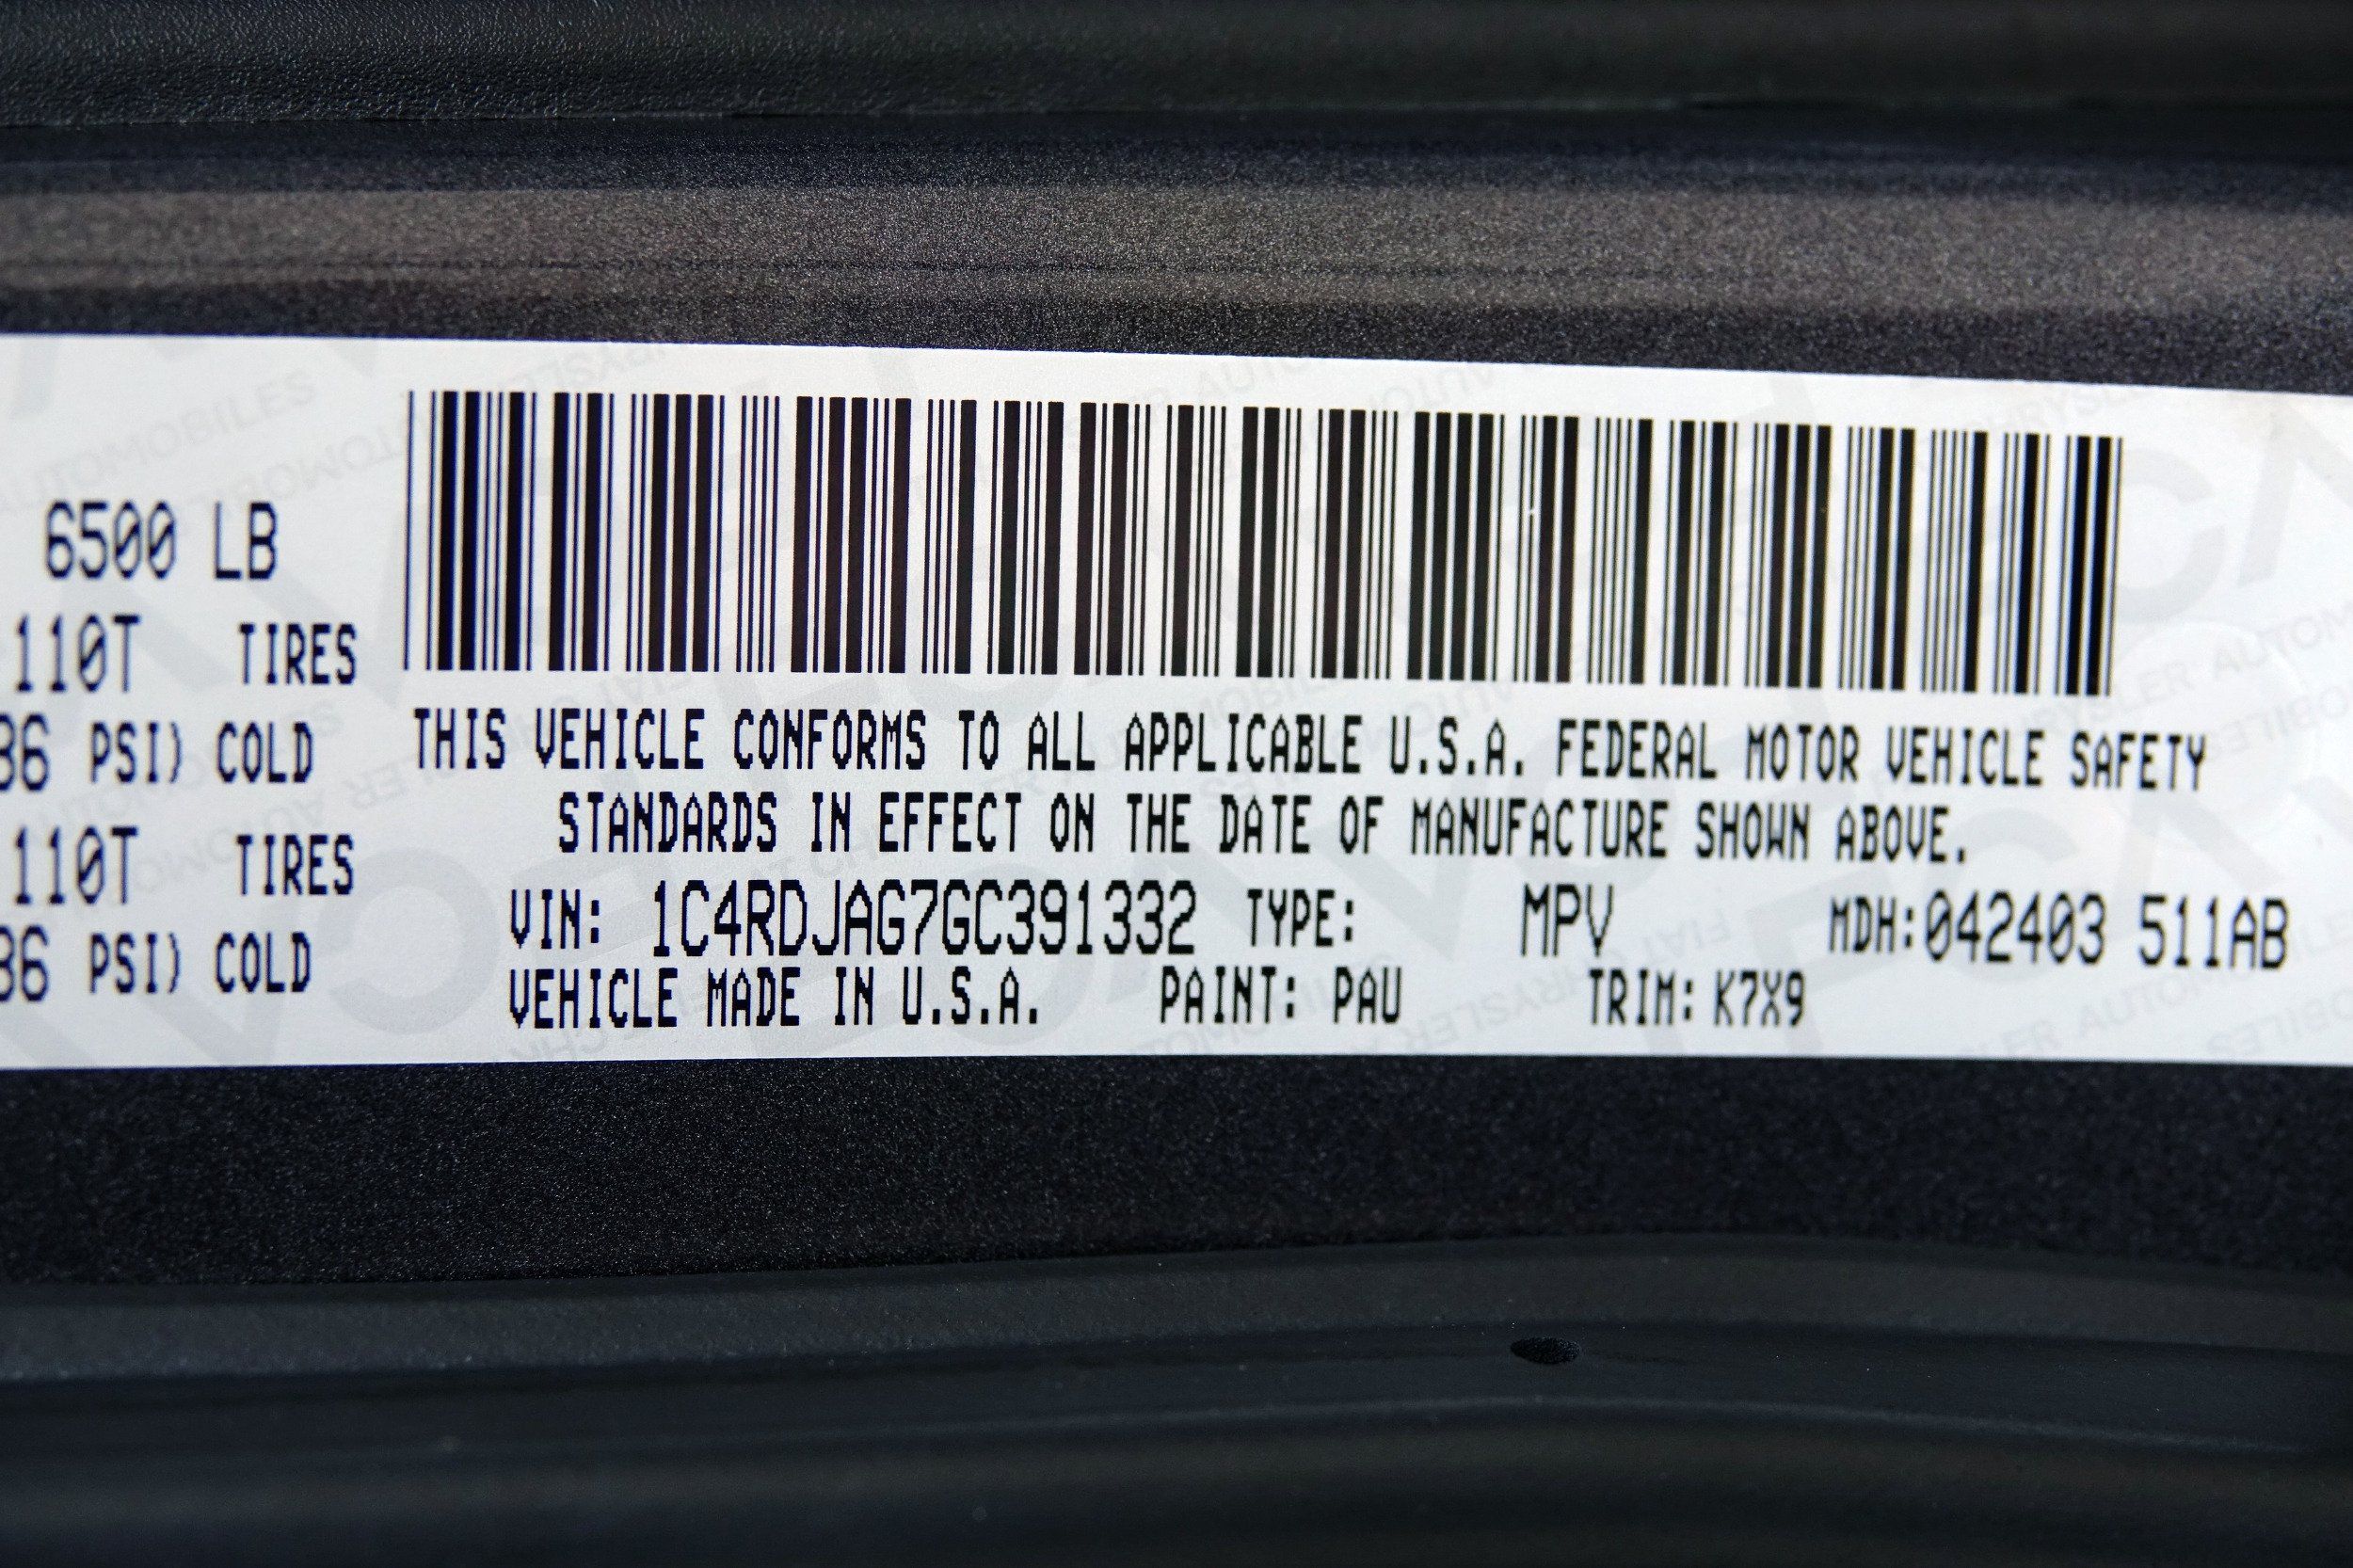 6500 LB
110T TIRES
36 PSI) COLD
110T TIRES
36 PSI) COLD
THIS VEHICLE CONFORMS TO ALL APPLICABLE U.S.A. FEDERAL MOTOR VEHICLE SAFETY
STANDARDS IN EFFECT ON THE DATE OF MANUFACTURE SHOWN ABOVE.
VIN: 1C4RDJAG7GC391332 TYPE: MPV MDH:042403 511AB
VEHICLE MADE IN U.S.A. PAINT: PAU TRIM: K7X9